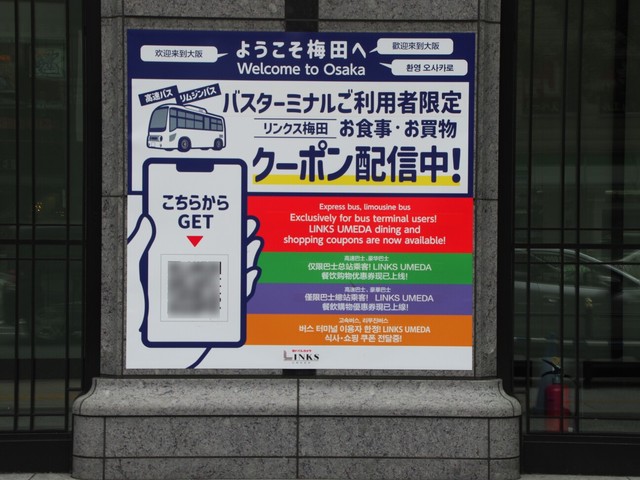 欢迎来到大阪
ようこそ梅田へ
歡迎來到大阪
Welcome to Osaka
환영 오사카로
高速バス リムジンバス
バスターミナルご利用者限定
リンクス梅田 お食事・お買物
クーポン配信中!
こちらから
GET
Express bus, limousine bus
Exclusively for bus terminal users!
LINKS UMEDA dining and
shopping coupons are now available!
高速巴士、豪华巴士
仅限巴士总站乘客! LINKS UMEDA
餐饮购物优惠券现已上线!
高速巴士、豪華巴士
僅限巴士總站乘客! LINKS UMEDA
餐飲購物優惠券現已上線!
고속버스, 리무진버스
버스 터미널 이용자 한정! LINKS UMEDA
식사·쇼핑 쿠폰 전달중!
LINKS